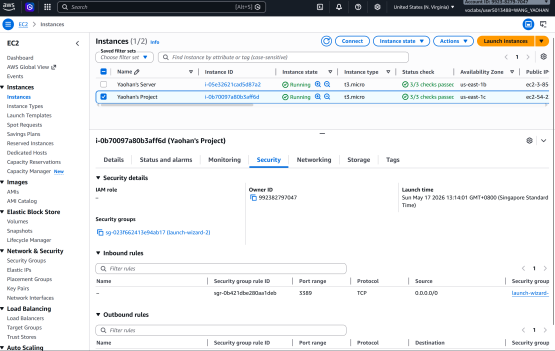 aws
Search
[Alt+S]
United States (N. Virginia)
Account ID: 9923-8279-7047
voclabs/user5013488=WANG_YAOHAN
EC2 > Instances
EC2
Dashboard
AWS Global View
Events
Instances
Instances
Instance Types
Launch Templates
Spot Requests
Savings Plans
Reserved Instances
Dedicated Hosts
Capacity Reservations
Capacity Manager New
Images
AMIs
AMI Catalog
Elastic Block Store
Volumes
Snapshots
Lifecycle Manager
Network & Security
Security Groups
Elastic IPs
Placement Groups
Key Pairs
Network Interfaces
Load Balancing
Load Balancers
Target Groups
Trust Stores
Auto Scaling
Instances (1/2) Info
Connect
Instance state
Actions
Launch instances
Saved filter sets
Choose filter set
Find Instance by attribute or tag (case-sensitive)
1
Name Instance ID Instance state Instance type Status check Availability Zone Public IP
Yaohan's Server i-05e32621cad5d87a2 Running t3.micro 3/3 checks passec us-east-1b ec2-3-85
Yaohan's Project i-0b70097a80b3aff6d Running t3.micro 3/3 checks passec us-east-1c ec2-54-2
i-0b70097a80b3aff6d (Yaohan's Project)
Details Status and alarms Monitoring Security Networking Storage Tags
Security details
IAM role
–
Owner ID
992382797047
Launch time
Sun May 17 2026 13:14:01 GMT+0800 (Singapore Standard Time)
Security groups
sg-023f662413e94ab17 (launch-wizard-2)
Inbound rules
Filter rules
1
Name Security group rule ID Port range Protocol Source Security group
– sgr-0b421dbe280aa1deb 3389 TCP 0.0.0.0/0 launch-wizard-
Outbound rules
Filter rules
1
Name Security group rule ID Port range Protocol Destination Security group